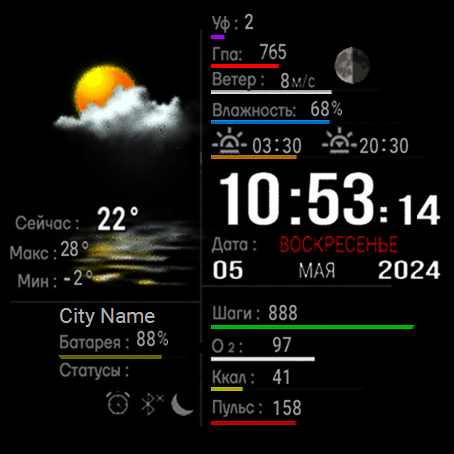 Уф : 2
Гпа: 765
Ветер : 8 м/с
Влажность: 68%
03:30 20:30
10:53:14
Сейчас : 22°
Макс : 28°
Мин : -2°
Дата : ВОСКРЕСЕНЬЕ
05 МАЯ 2024
City Name
Батарея : 88%
Статусы :
Шаги : 888
О 2 : 97
Ккал : 41
Пульс : 158